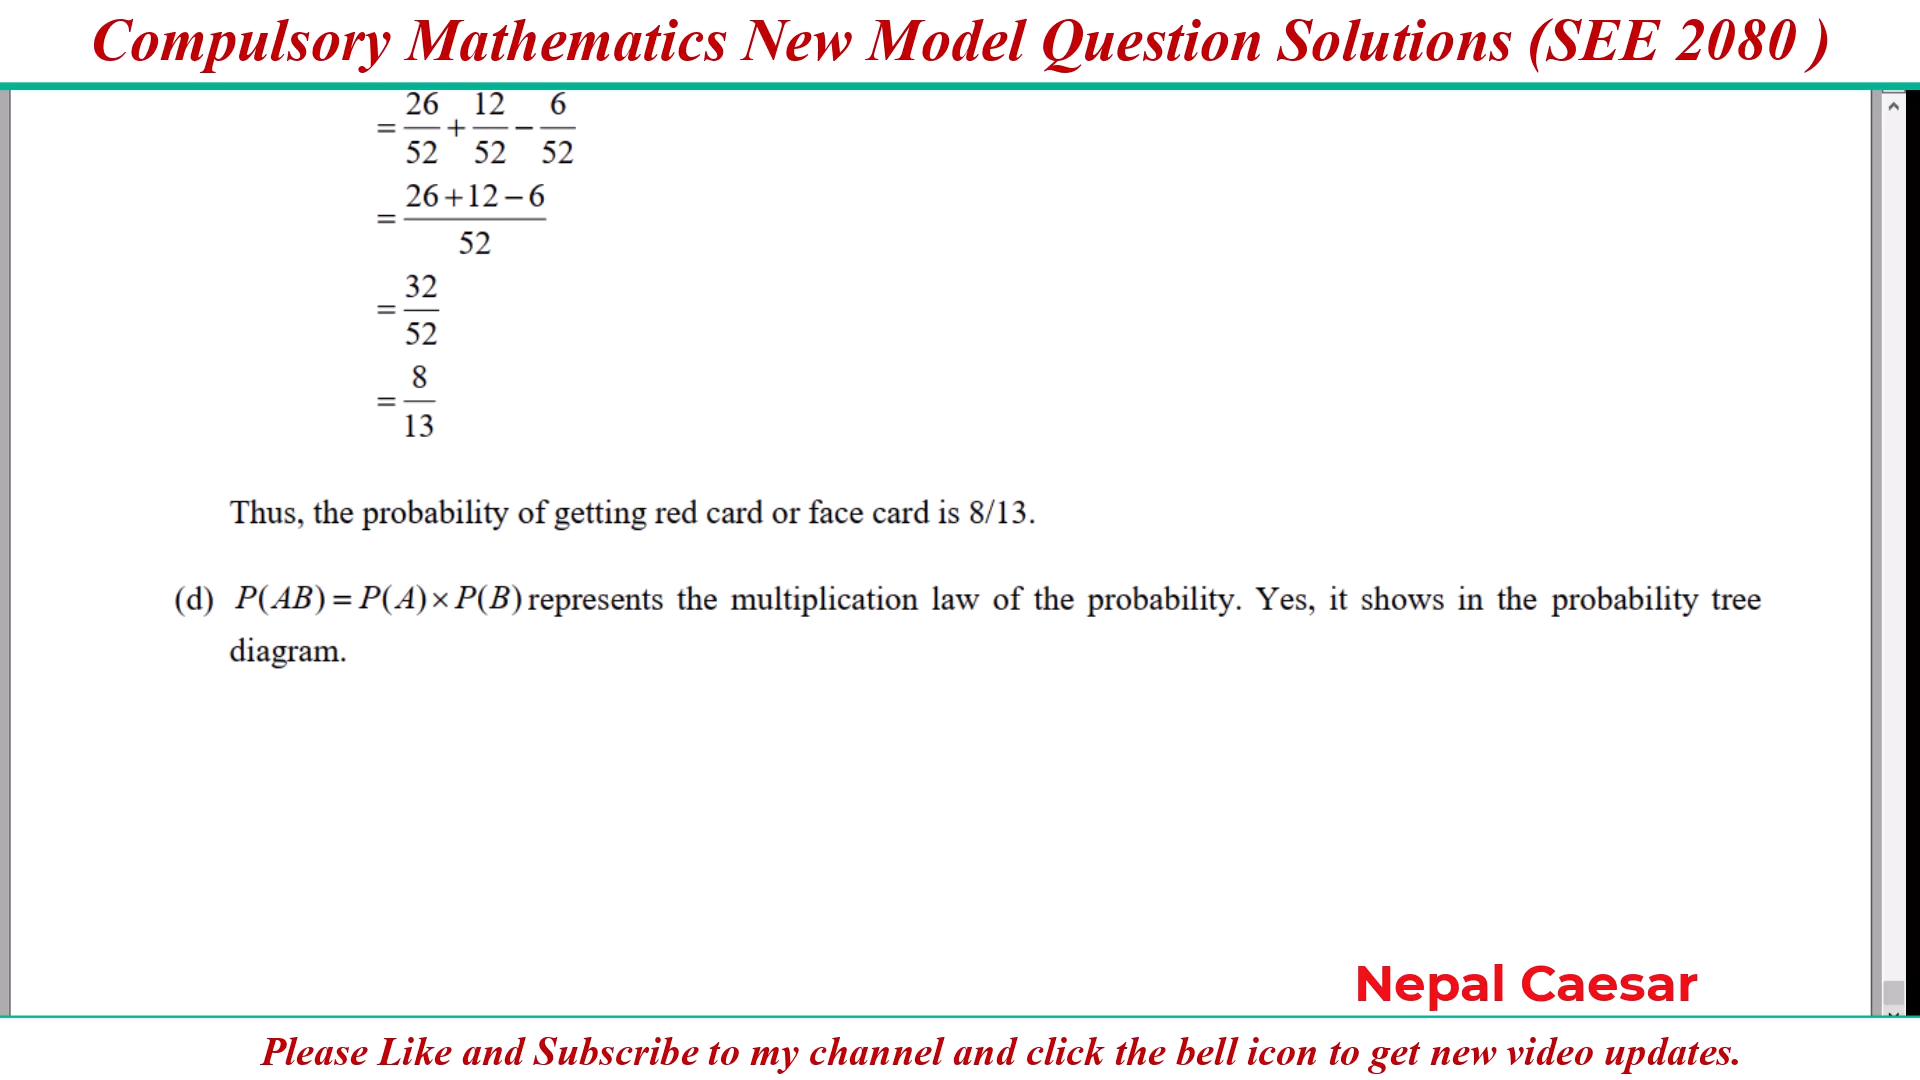 Compulsory Mathematics New Model Question Solutions (SEE 2080 )
= 26/52 + 12/52 − 6/52
= (26+12−6)/52
= 32/52
= 8/13
Thus, the probability of getting red card or face card is 8/13.
(d) P(AB) = P(A) × P(B) represents the multiplication law of the probability. Yes, it shows in the probability tree
diagram.
Nepal Caesar
Please Like and Subscribe to my channel and click the bell icon to get new video updates.